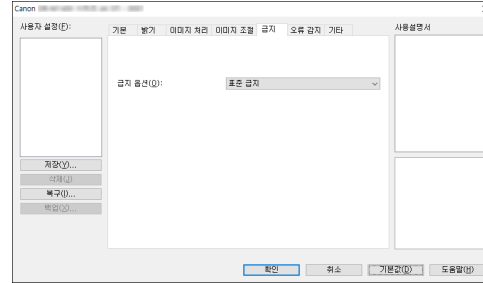 Canon
사용자 설정(F):
기본 밝기 이미지 처리 이미지 조절 급지 오류 감지 기타
사용설명서
급지 옵션(O): 표준 급지
저장(Y)...
삭제(J)
복구(I)...
백업(X)...
확인 취소 기본값(D) 도움말(H)